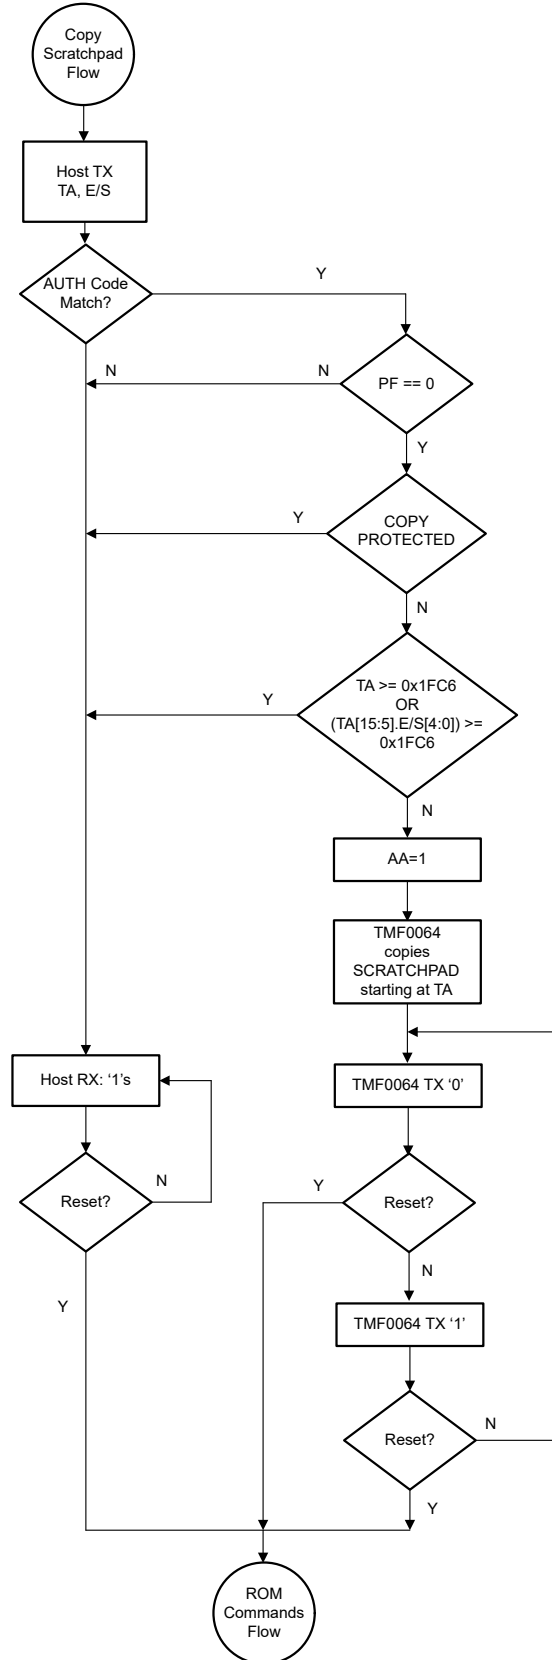 Copy
Scratchpad
Flow
Host TX
TA, E/S
AUTH Code
Match?
Y
N
N
PF == 0
Y
Y
COPY
PROTECTED
N
Y
TA >= 0x1FC6
OR
(TA[15:5].E/S[4:0]) >=
0x1FC6
N
AA=1
TMF0064
copies
SCRATCHPAD
starting at TA
Host RX: ‘1’s
TMF0064 TX ‘0’
N
Reset?
Y
Reset?
N
Y
TMF0064 TX ‘1’
Reset?
N
Y
ROM
Commands
Flow